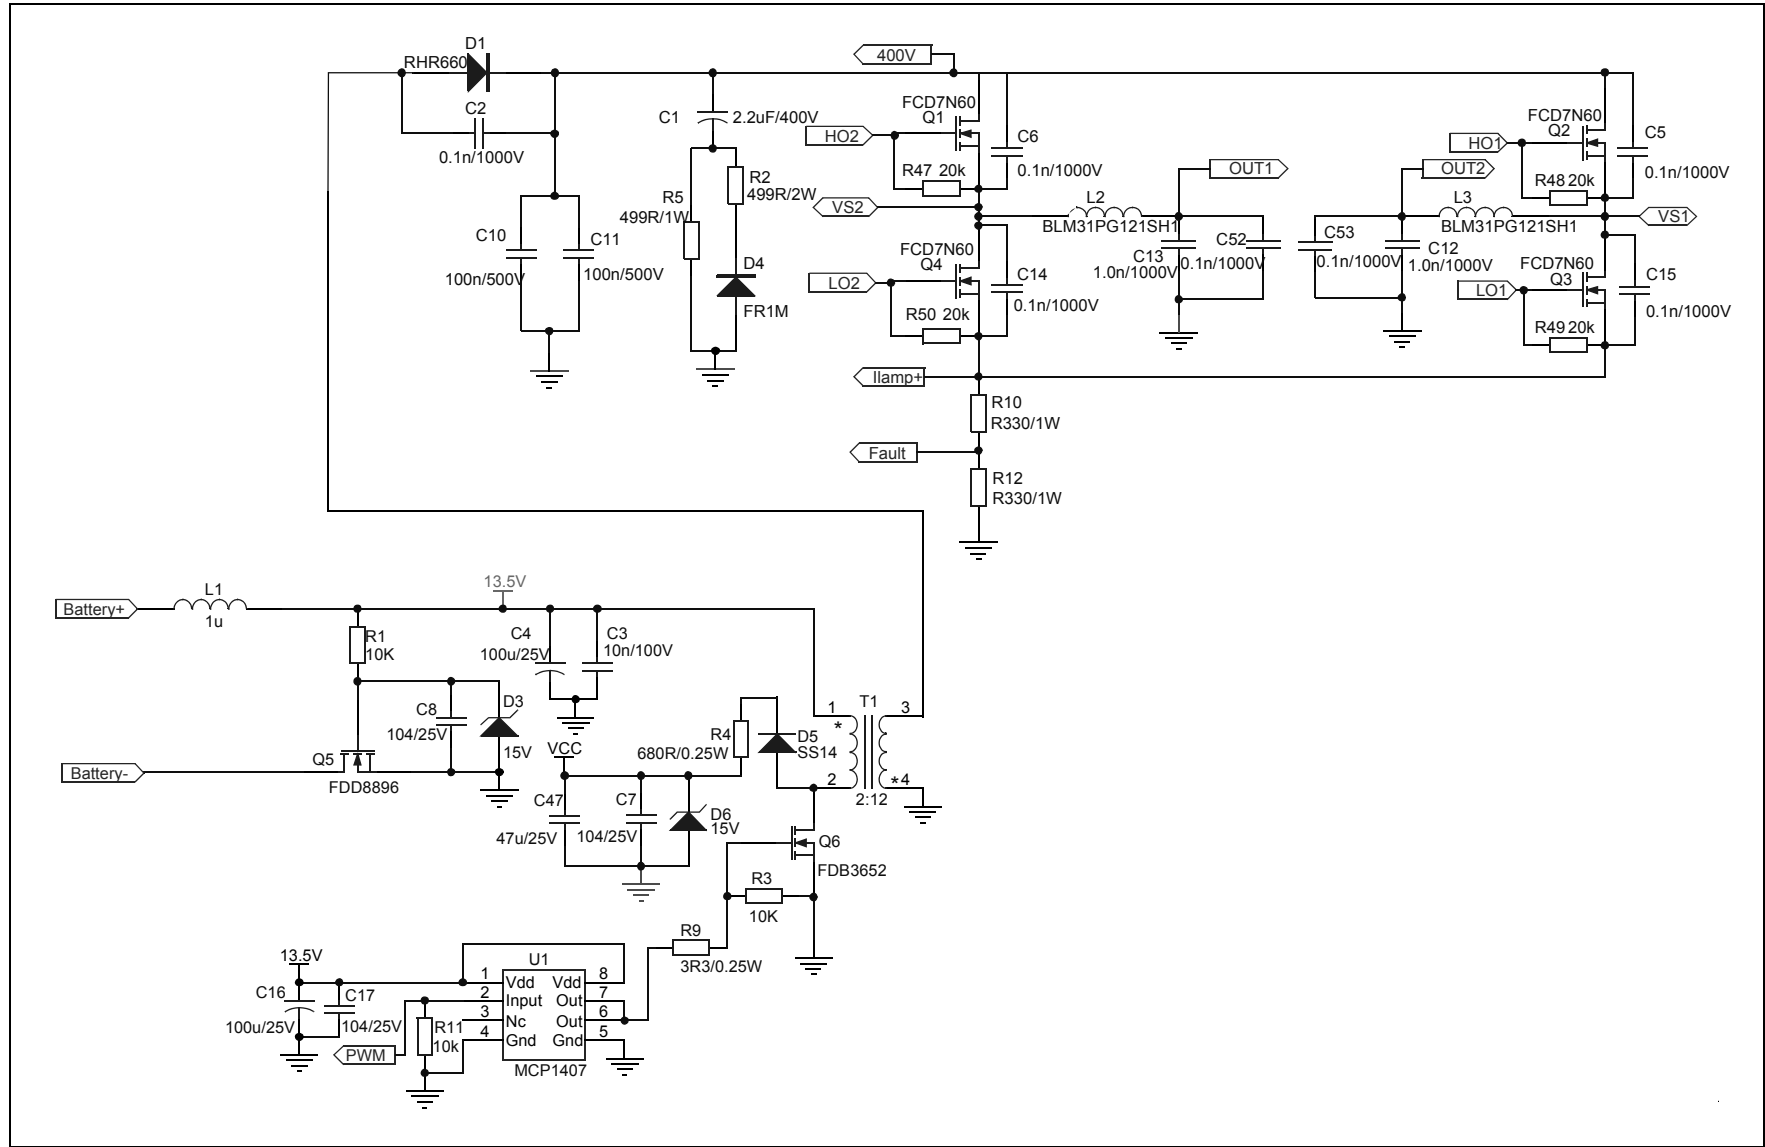 D1
RHR660
C2
0.1n/1000V
C1
2.2uF/400V
R5
499R/1W
R2
499R/2W
D4
FR1M
C10
100n/500V
C11
100n/500V
400V
FCD7N60
Q1
HO2
R47 20k
C6
0.1n/1000V
VS2
L2
BLM31PG121SH1
OUT1
FCD7N60
Q4
LO2
R50 20k
C14
0.1n/1000V
C13
1.0n/1000V
C52
0.1n/1000V
C53
0.1n/1000V
C12
1.0n/1000V
OUT2
L3
BLM31PG121SH1
FCD7N60
Q2
HO1
R48 20k
C5
0.1n/1000V
VS1
FCD7N60
Q3
LO1
R49 20k
C15
0.1n/1000V
Ilamp+
R10
R330/1W
Fault
R12
R330/1W
Battery+
L1
1u
13.5V
R1
10K
C4
100u/25V
C3
10n/100V
C8
104/25V
D3
15V
Battery-
Q5
FDD8896
VCC
R4
680R/0.25W
D5
SS14
1
*
2
T1
3
*4
2:12
C47
47u/25V
C7
104/25V
D6
15V
Q6
FDB3652
R3
10K
R9
3R3/0.25W
13.5V
C16
100u/25V
C17
104/25V
PWM
R11
10k
U1
1 Vdd Vdd 8
2 Input Out 7
3 Nc Out 6
4 Gnd Gnd 5
MCP1407